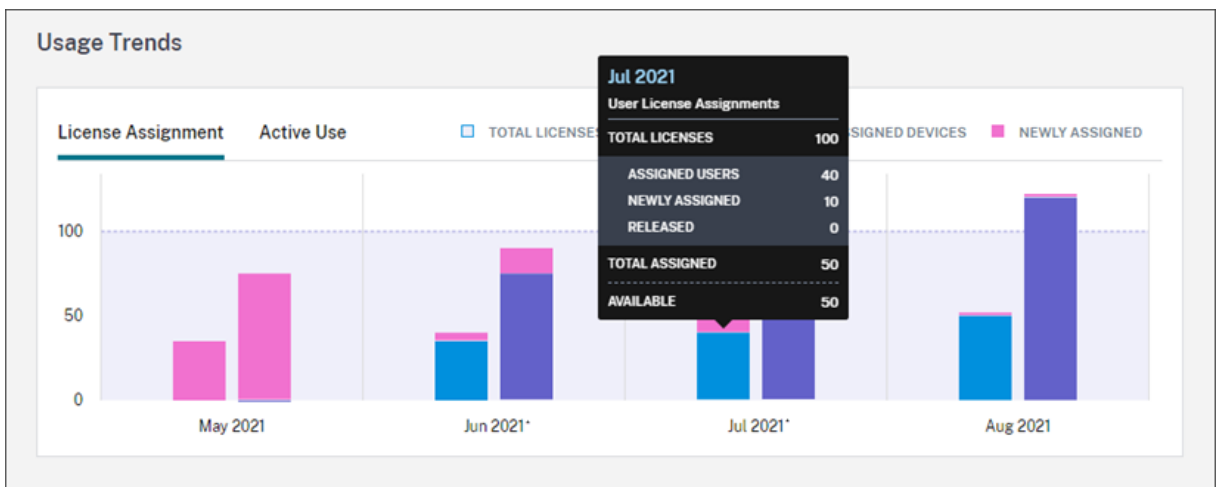 Usage Trends
License Assignment
Active Use
TOTAL LICENSES
DEVICES
NEWLY ASSIGNED
Jul 2021
User License Assignments
TOTAL LICENSES 100
ASSIGNED USERS 40
NEWLY ASSIGNED 10
RELEASED 0
TOTAL ASSIGNED 50
AVAILABLE 50
100
50
0
May 2021
Jun 2021*
Jul 2021*
Aug 2021